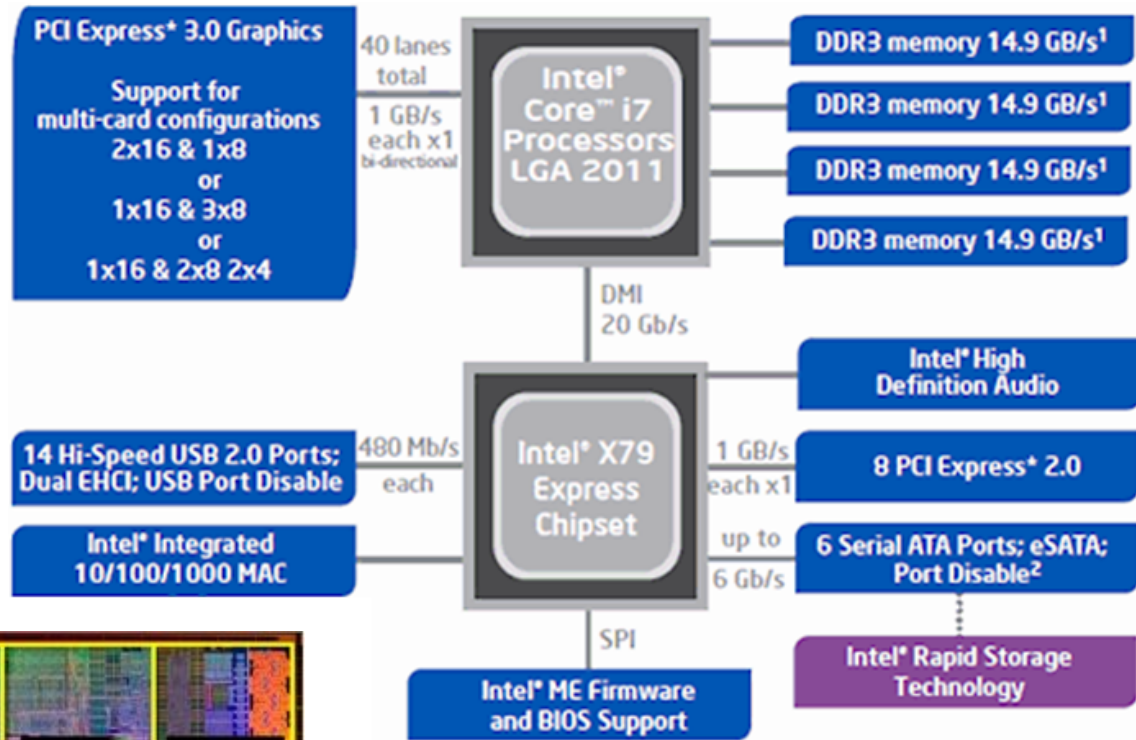 PCI Express* 3.0 Graphics
Support for
multi-card configurations
2x16 & 1x8
or
1x16 & 3x8
or
1x16 & 2x8 2x4
40 lanes
total
1 GB/s
each x1
bi-directional
Intel®
Core™ i7
Processors
LGA 2011
DDR3 memory 14.9 GB/s¹
DDR3 memory 14.9 GB/s¹
DDR3 memory 14.9 GB/s¹
DDR3 memory 14.9 GB/s¹
DMI
20 Gb/s
Intel® High
Definition Audio
14 Hi-Speed USB 2.0 Ports;
Dual EHCI; USB Port Disable
480 Mb/s
each
Intel® X79
Express
Chipset
1 GB/s
each x1
8 PCI Express* 2.0
Intel® Integrated
10/100/1000 MAC
up to
6 Gb/s
6 Serial ATA Ports; eSATA;
Port Disable²
SPI
Intel® ME Firmware
and BIOS Support
Intel® Rapid Storage
Technology